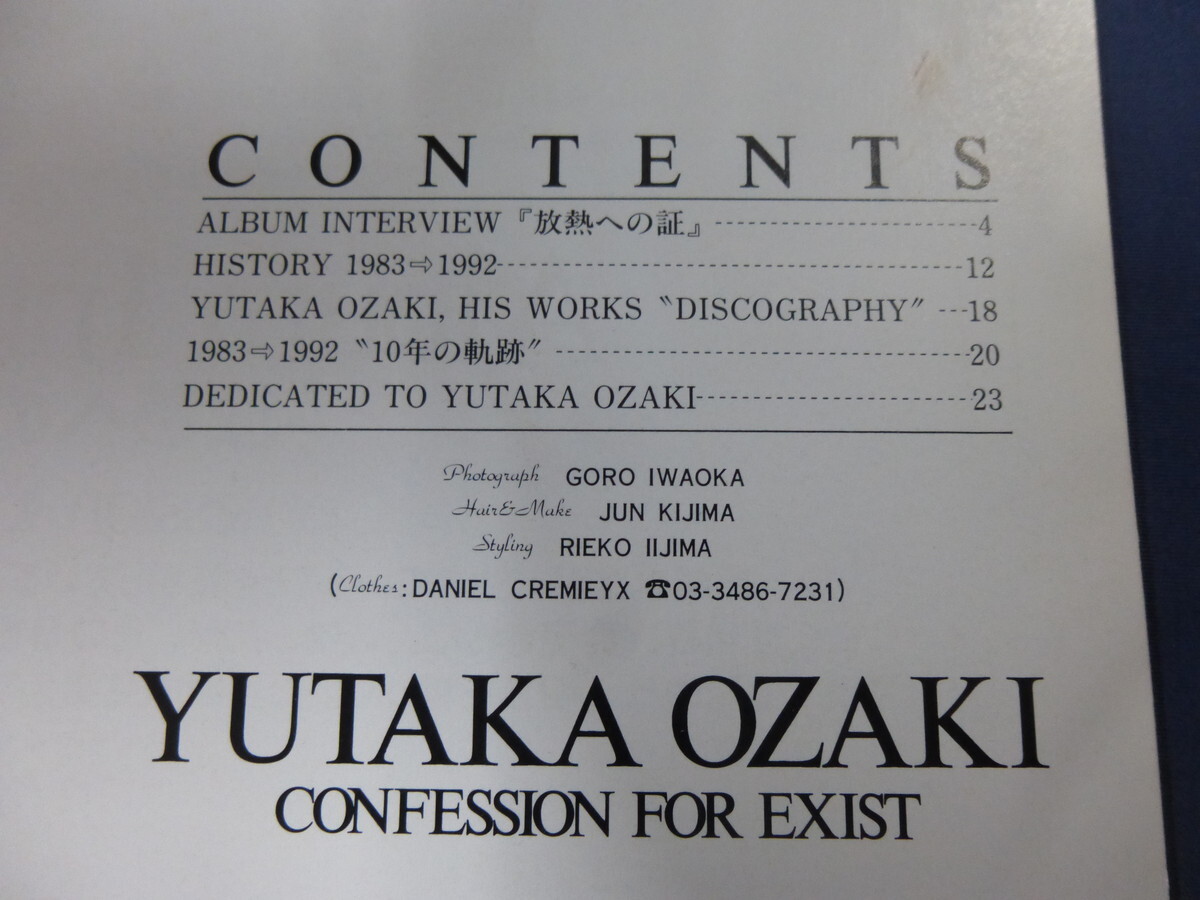 CONTENTS
ALBUM INTERVIEW『放熱への証』 4
HISTORY 1983⇨1992 12
YUTAKA OZAKI, HIS WORKS〝DISCOGRAPHY〞 18
1983⇨1992〝10年の軌跡〞 20
DEDICATED TO YUTAKA OZAKI 23
Photograph GORO IWAOKA
Hair&Make JUN KIJIMA
Styling RIEKO IIJIMA
(Clothes:DANIEL CREMIEYX ☎03-3486-7231)
YUTAKA OZAKI
CONFESSION FOR EXIST